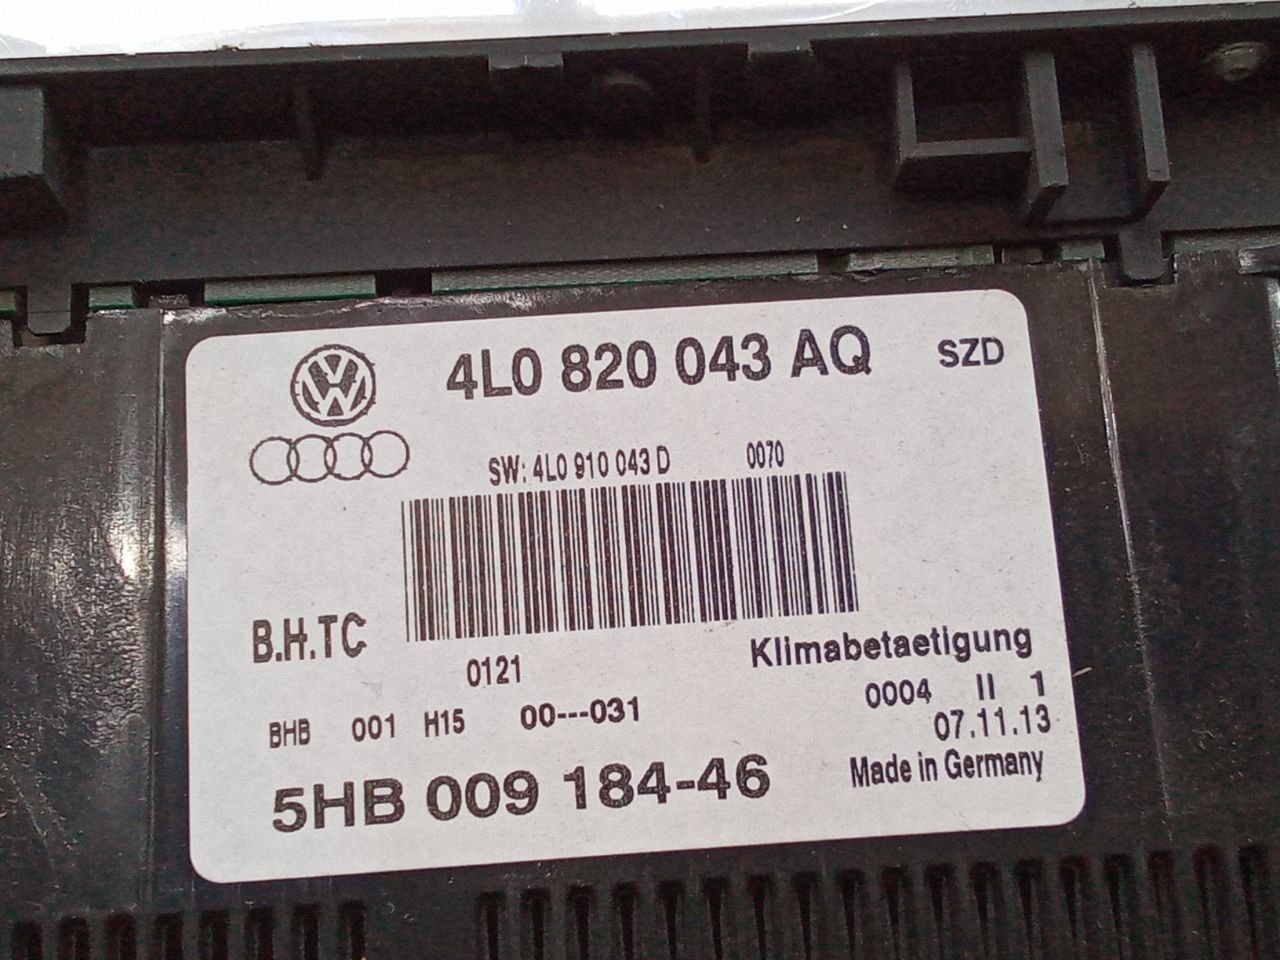 4L0 820 043 AQ SZD
SW: 4L0 910 043 D 0070
B.H.TC
0121
Klimabetaetigung
0004 II 1
BHB 001 H15 00---031
07.11.13
5HB 009 184-46
Made in Germany